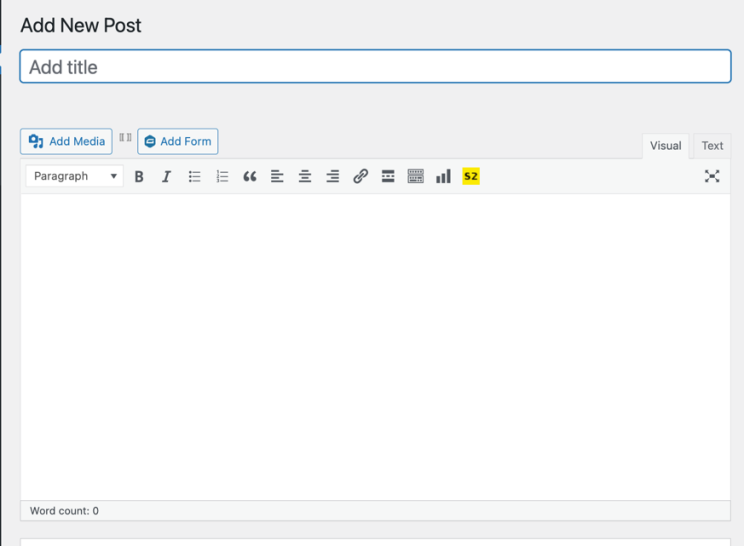 Add New Post
Add title
Add Media
Add Form
Visual Text
Paragraph B I S2
Word count: 0